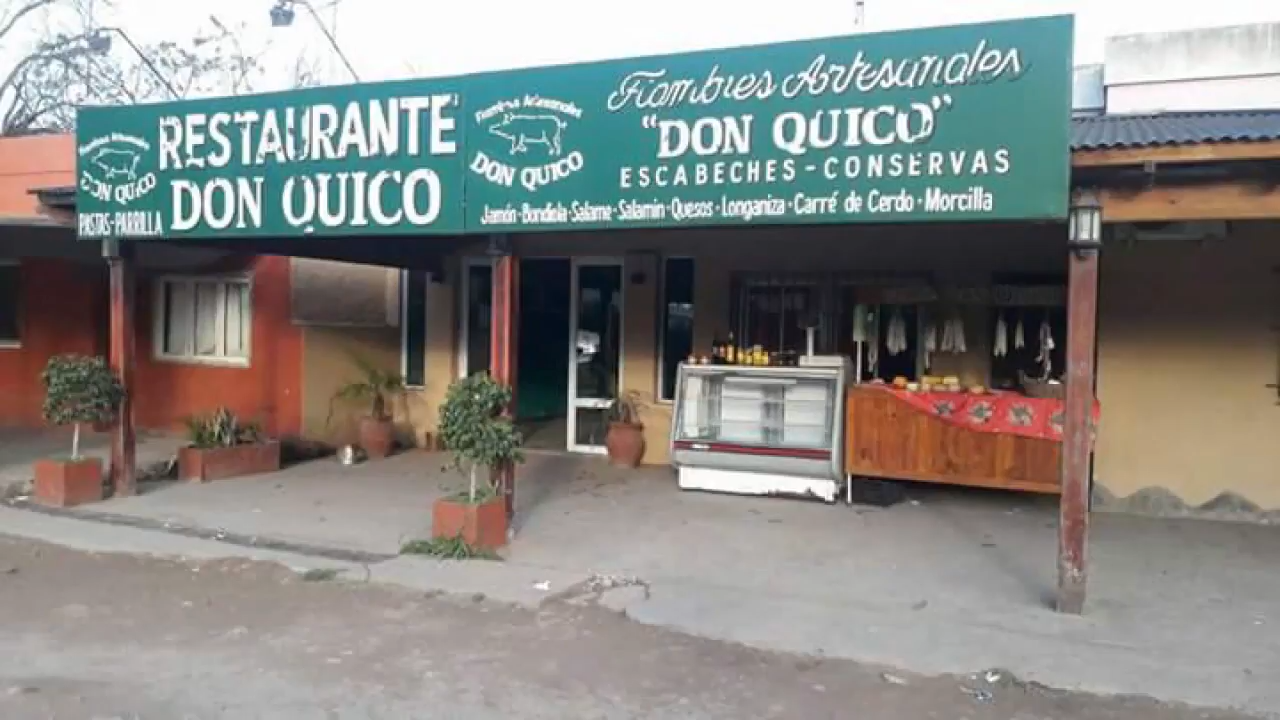 Fiambres Artesanales
DON QUICO
PASTAS-PARRILLA
RESTAURANTE
DON QUICO
Fiambres Artesanales
DON QUICO
Fiambres Artesanales
"DON QUICO"
ESCABECHES-CONSERVAS
Jamón·Bondiola·Salame·Salamin·Quesos·Longaniza·Carré de Cerdo·Morcilla